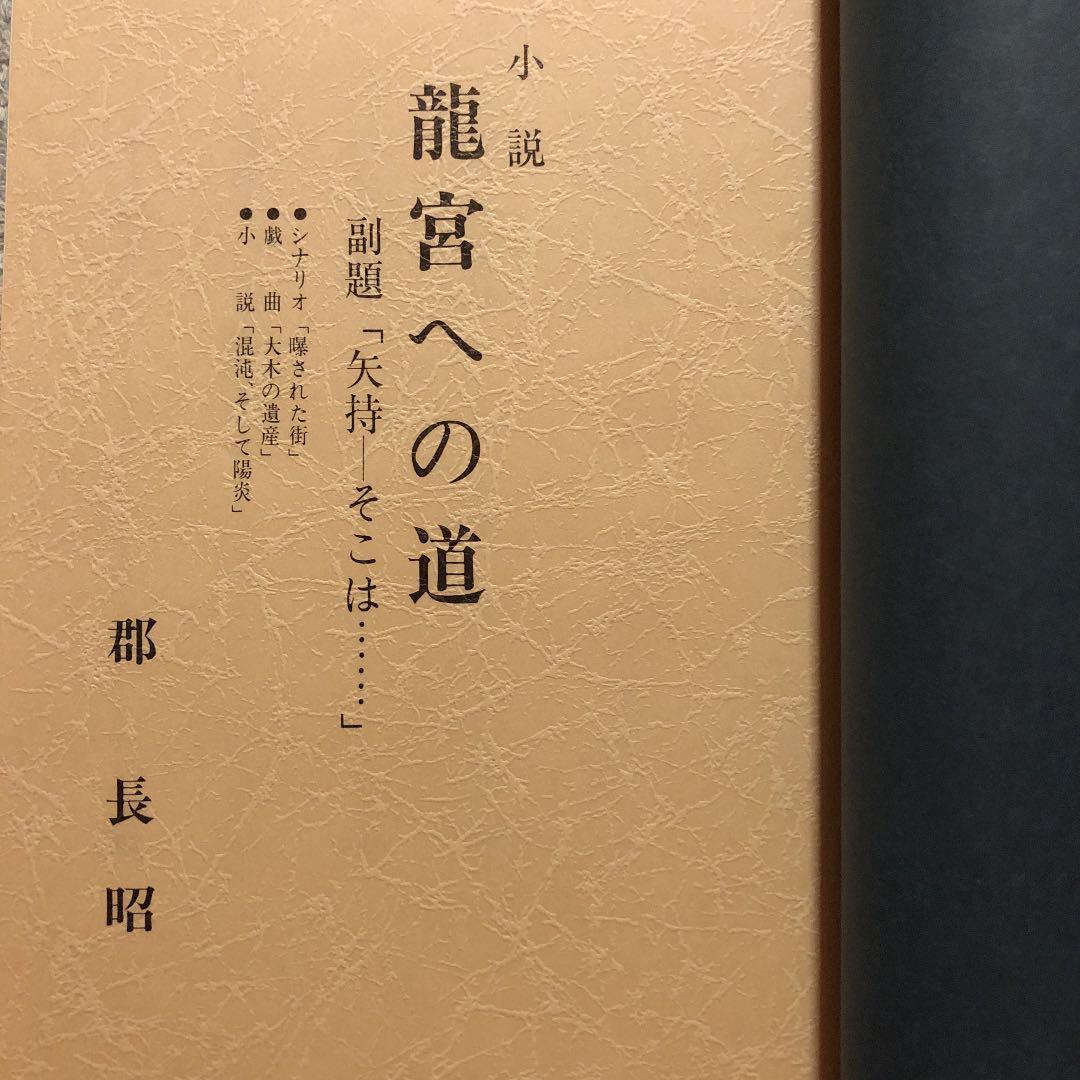 小説
龍宮への道
副題「矢持―そこは……」
●シナリオ「曝された街」
●戯曲「大木の遺産」
●小説「混沌、そして陽炎」
郡長昭